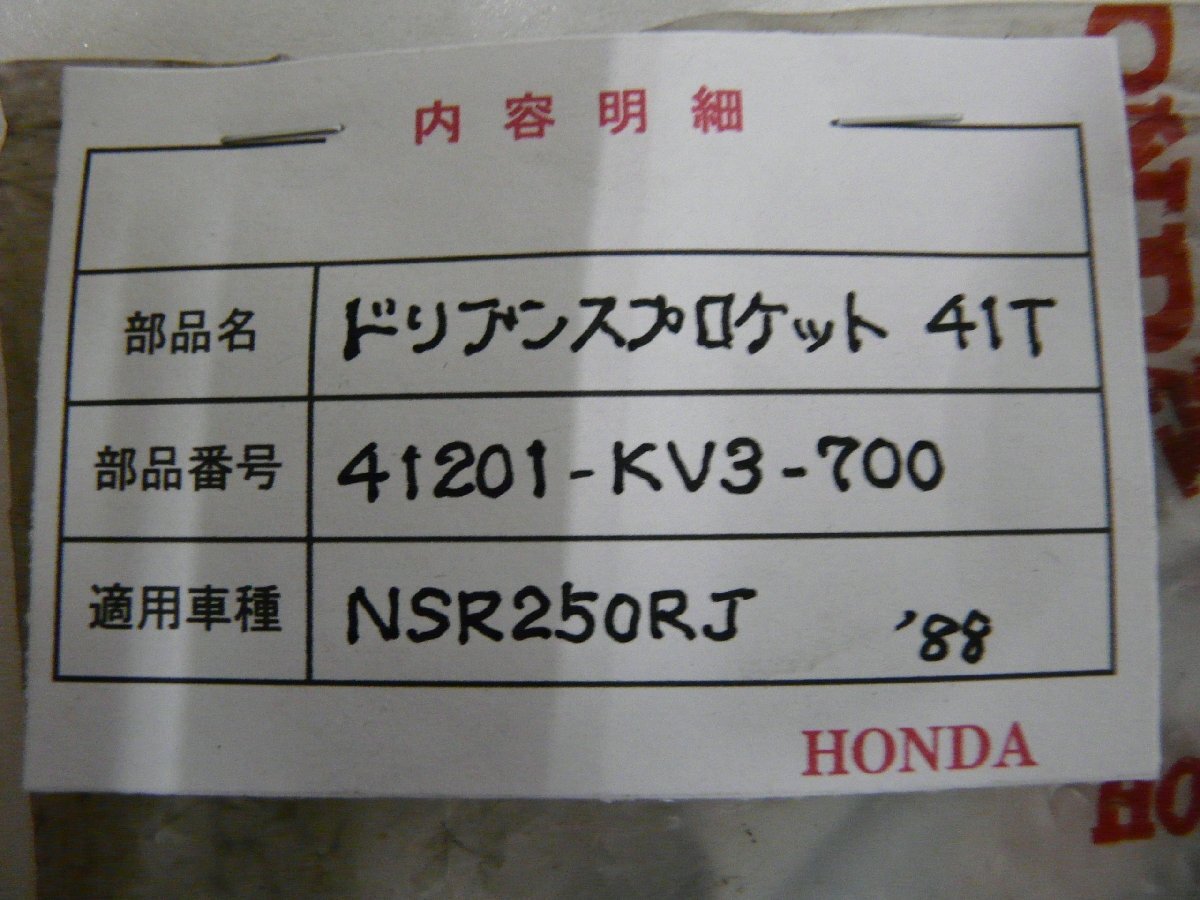 内容明細
部品名 ドリブンスプロケット 41T
部品番号 41201-KV3-700
適用車種 NSR250RJ '88
HONDA
HO